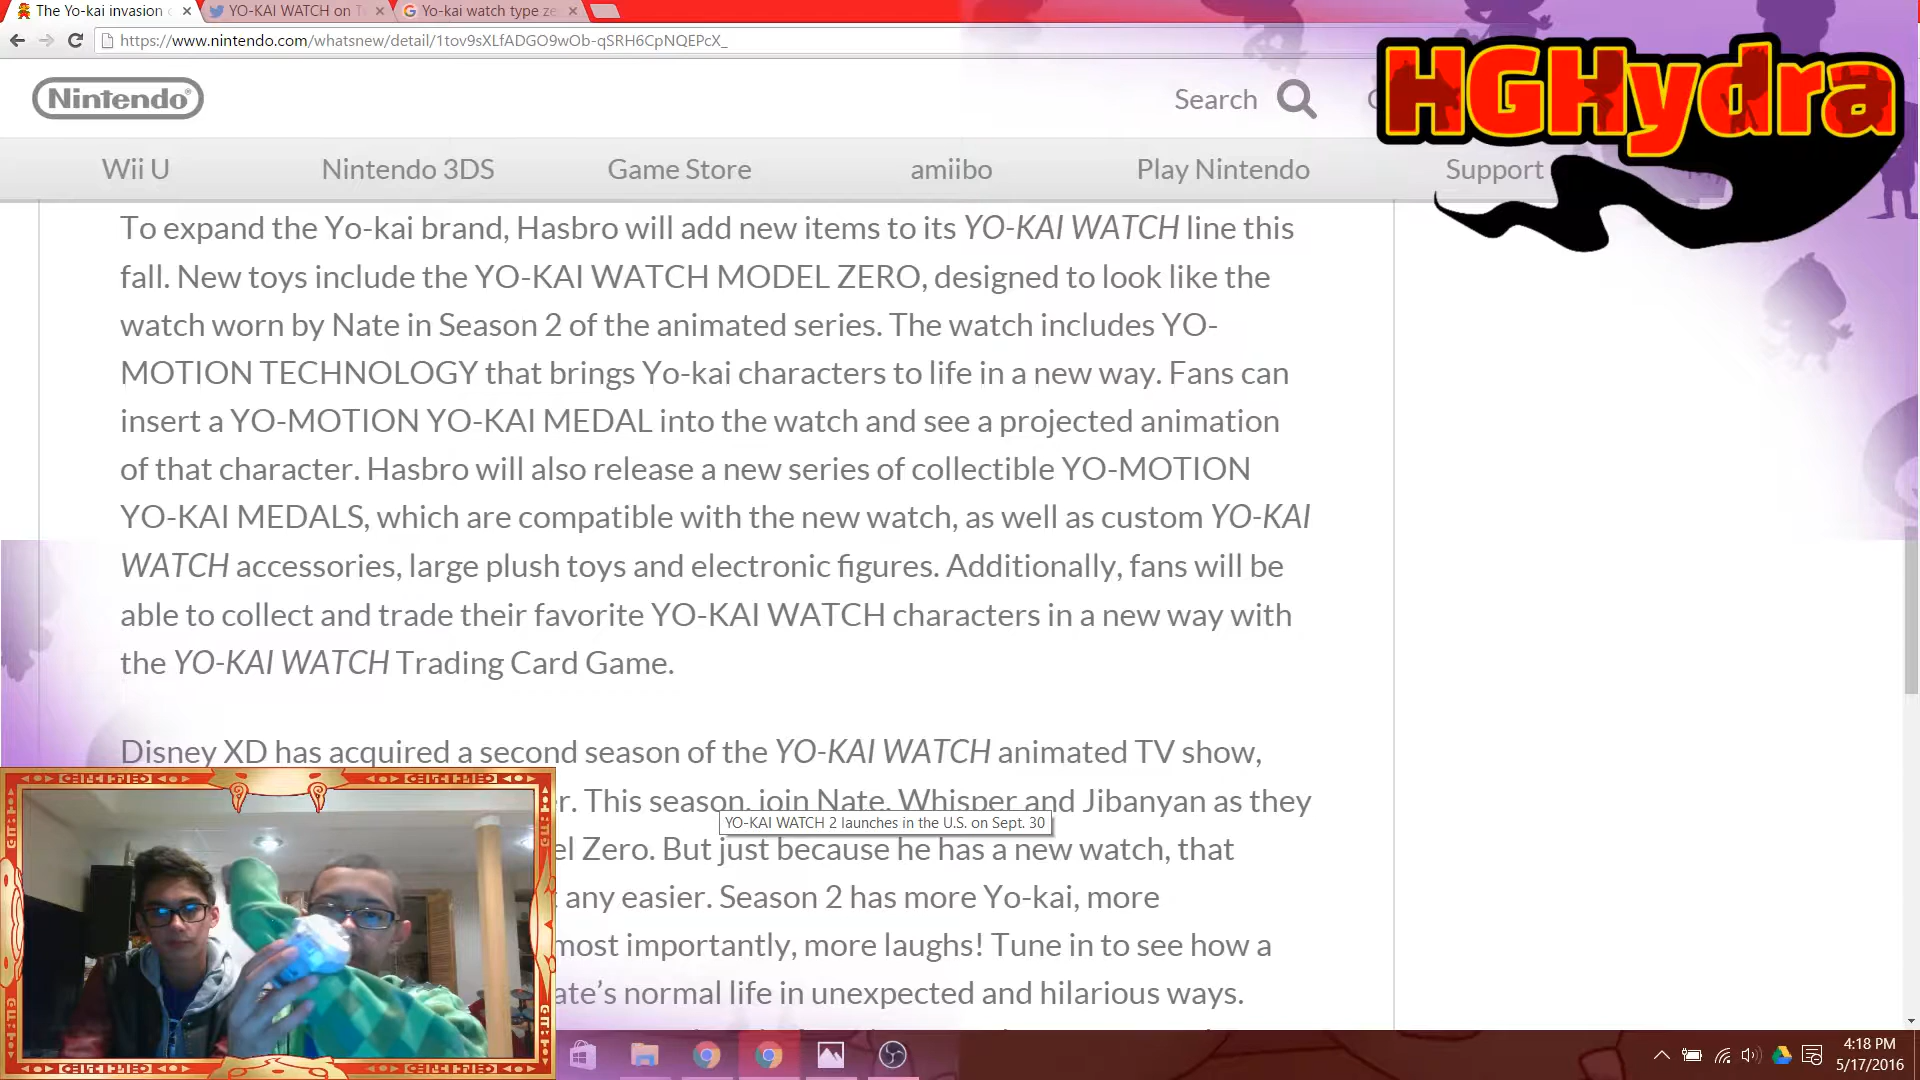 The Yo-kai invasion
YO-KAI WATCH on T
Yo-kai watch type ze
https://www.nintendo.com/whatsnew/detail/1tov9sXLfADGO9wOb-qSRH6CpNQEPcX_
Nintendo®
Search
HGHydra
Wii U
Nintendo 3DS
Game Store
amiibo
Play Nintendo
Support
To expand the Yo-kai brand, Hasbro will add new items to its YO-KAI WATCH line this
fall. New toys include the YO-KAI WATCH MODEL ZERO, designed to look like the
watch worn by Nate in Season 2 of the animated series. The watch includes YO-
MOTION TECHNOLOGY that brings Yo-kai characters to life in a new way. Fans can
insert a YO-MOTION YO-KAI MEDAL into the watch and see a projected animation
of that character. Hasbro will also release a new series of collectible YO-MOTION
YO-KAI MEDALS, which are compatible with the new watch, as well as custom YO-KAI
WATCH accessories, large plush toys and electronic figures. Additionally, fans will be
able to collect and trade their favorite YO-KAI WATCH characters in a new way with
the YO-KAI WATCH Trading Card Game.
Disney XD has acquired a second season of the YO-KAI WATCH animated TV show,
r. This season, join Nate, Whisper and Jibanyan as they
YO-KAI WATCH 2 launches in the U.S. on Sept. 30
el Zero. But just because he has a new watch, that
any easier. Season 2 has more Yo-kai, more
most importantly, more laughs! Tune in to see how a
ate's normal life in unexpected and hilarious ways.
4:18 PM
5/17/2016